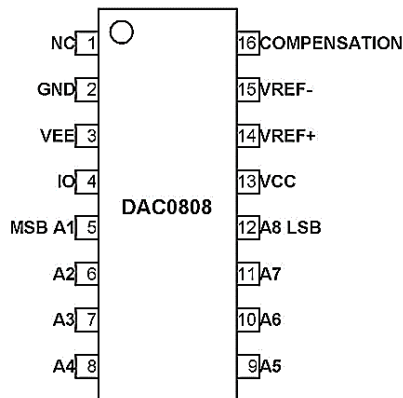 NC 1 16 COMPENSATION
GND 2 15 VREF-
VEE 3 14 VREF+
IO 4 13 VCC
DAC0808
MSB A1 5 12 A8 LSB
A2 6 11 A7
A3 7 10 A6
A4 8 9 A5